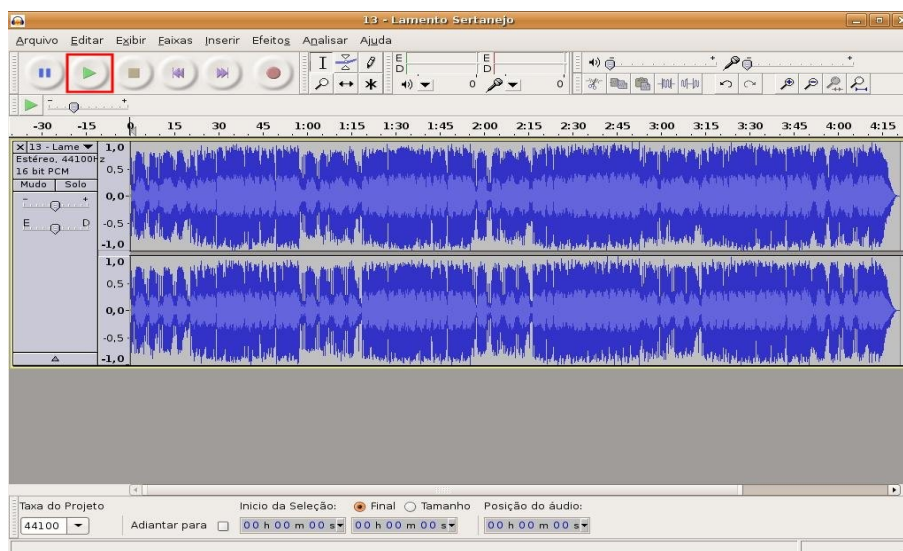 13 - Lamento Sertanejo
Arquivo Editar Exibir Faixas Inserir Efeitos Analisar Ajuda
E E
D D
0 0
- +
-30 -15 0 15 30 45 1:00 1:15 1:30 1:45 2:00 2:15 2:30 2:45 3:00 3:15 3:30 3:45 4:00 4:15
13 - Lame
Estéreo, 44100Hz
16 bit PCM
Mudo Solo
- +
E D
1,0
0,5
0,0
-0,5
-1,0
1,0
0,5
0,0
-0,5
-1,0
Taxa do Projeto Inicio da Seleção: Final Tamanho Posição do áudio:
44100 Adiantar para 00 h 00 m 00 s 00 h 00 m 00 s 00 h 00 m 00 s